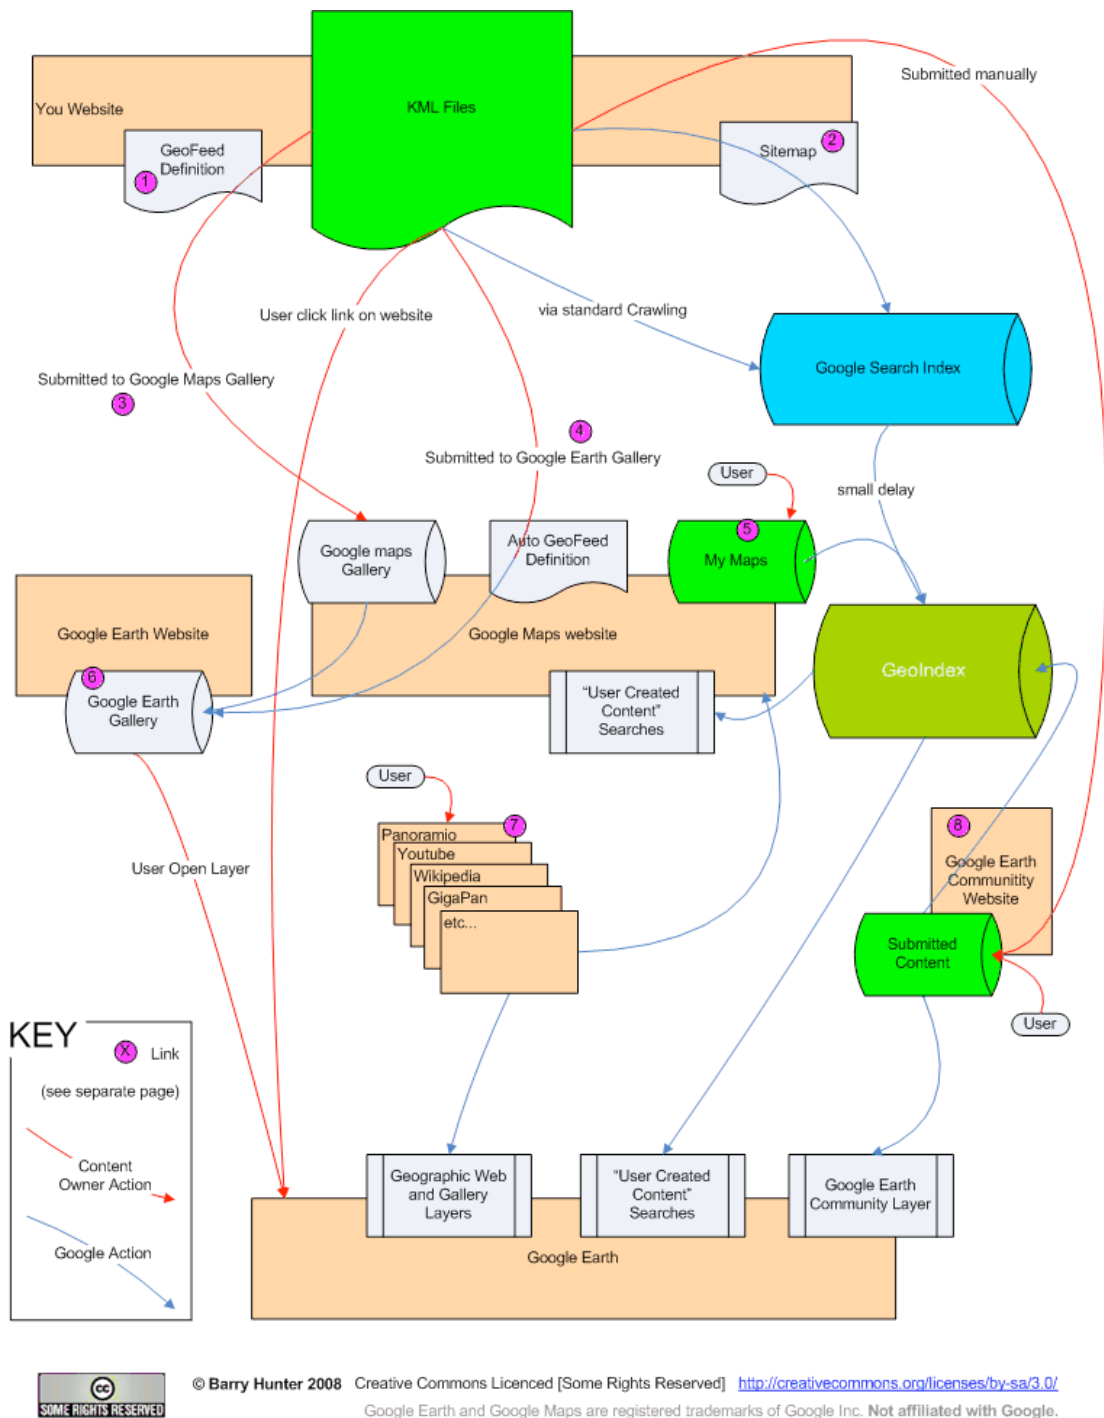 Submitted manually
KML Files
You Website
GeoFeed
Definition
1
Sitemap
2
User click link on website
via standard Crawling
Google Search Index
Submitted to Google Maps Gallery
3
4
Submitted to Google Earth Gallery
User
small delay
5
My Maps
Google maps
Gallery
Auto GeoFeed
Definition
Google Earth Website
Google Maps website
GeoIndex
6
Google Earth
Gallery
"User Created
Content"
Searches
User
7
Panoramio
Youtube
Wikipedia
GigaPan
etc...
8
Google Earth
Communitity
Website
User Open Layer
Submitted
Content
User
KEY
X
Link
(see separate page)
Content
Owner Action
Google Action
Geographic Web
and Gallery
Layers
"User Created
Content"
Searches
Google Earth
Community Layer
Google Earth
cc
SOME RIGHTS RESERVED
© Barry Hunter 2008 Creative Commons Licenced [Some Rights Reserved] http://creativecommons.org/licenses/by-sa/3.0/
Google Earth and Google Maps are registered trademarks of Google Inc. Not affiliated with Google.